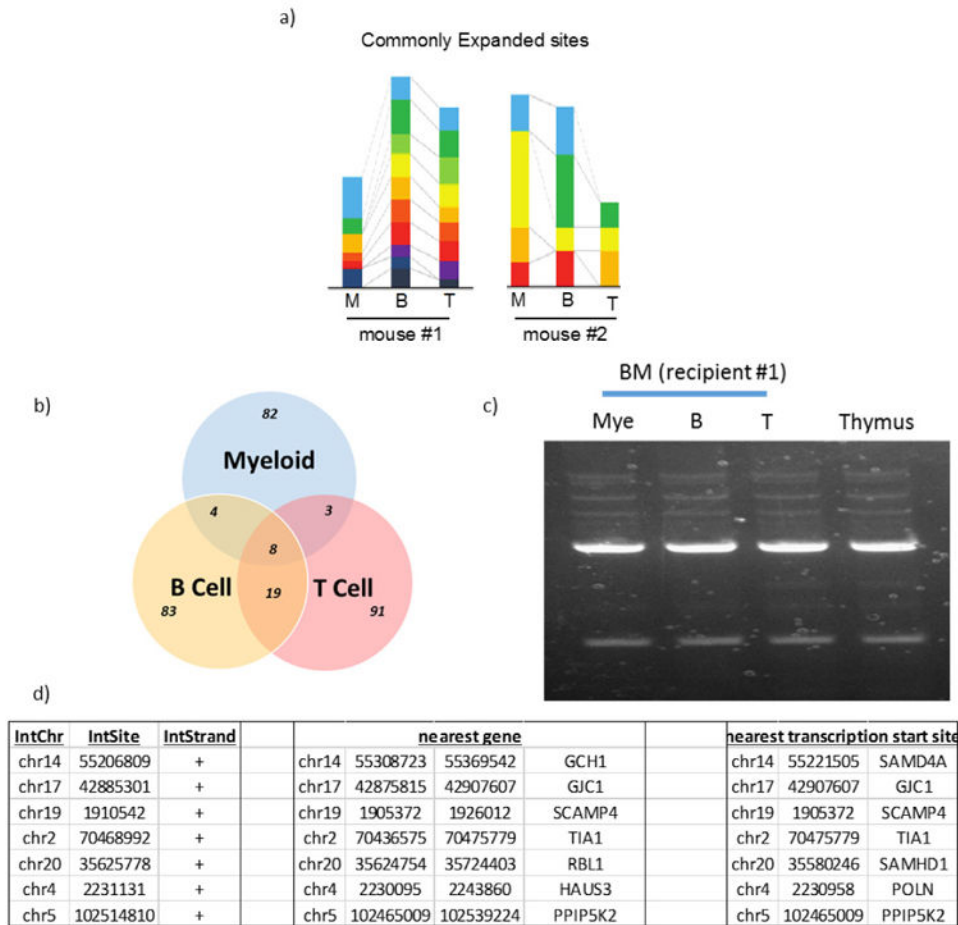 a)
Commonly Expanded sites
M B T M B T
mouse #1 mouse #2
BM (recipient #1)
b)
c)
Mye B T Thymus
82
Myeloid
4 3
8
B Cell T Cell
19
83 91
d)
IntChr IntSite IntStrand nearest gene nearest transcription start site
chr14 55206809 + chr14 55308723 55369542 GCH1 chr14 55221505 SAMD4A
chr17 42885301 + chr17 42875815 42907607 GJC1 chr17 42907607 GJC1
chr19 1910542 + chr19 1905372 1926012 SCAMP4 chr19 1905372 SCAMP4
chr2 70468992 + chr2 70436575 70475779 TIA1 chr2 70475779 TIA1
chr20 35625778 + chr20 35624754 35724403 RBL1 chr20 35580246 SAMHD1
chr4 2231131 + chr4 2230095 2243860 HAUS3 chr4 2230958 POLN
chr5 102514810 + chr5 102465009 102539224 PPIP5K2 chr5 102465009 PPIP5K2